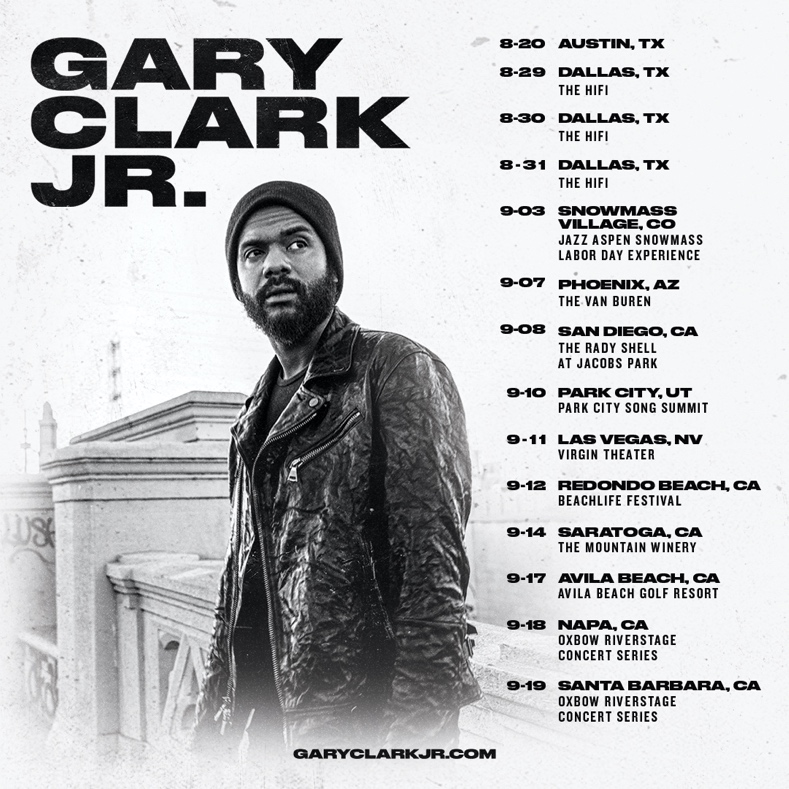 GARY
CLARK
JR.
8-20 AUSTIN, TX
8-29 DALLAS, TX
THE HIFI
8-30 DALLAS, TX
THE HIFI
8-31 DALLAS, TX
THE HIFI
9-03 SNOWMASS
VILLAGE, CO
JAZZ ASPEN SNOWMASS
LABOR DAY EXPERIENCE
9-07 PHOENIX, AZ
THE VAN BUREN
9-08 SAN DIEGO, CA
THE RADY SHELL
AT JACOBS PARK
9-10 PARK CITY, UT
PARK CITY SONG SUMMIT
9-11 LAS VEGAS, NV
VIRGIN THEATER
9-12 REDONDO BEACH, CA
BEACHLIFE FESTIVAL
9-14 SARATOGA, CA
THE MOUNTAIN WINERY
9-17 AVILA BEACH, CA
AVILA BEACH GOLF RESORT
9-18 NAPA, CA
OXBOW RIVERSTAGE
CONCERT SERIES
9-19 SANTA BARBARA, CA
OXBOW RIVERSTAGE
CONCERT SERIES
GARYCLARKJR.COM